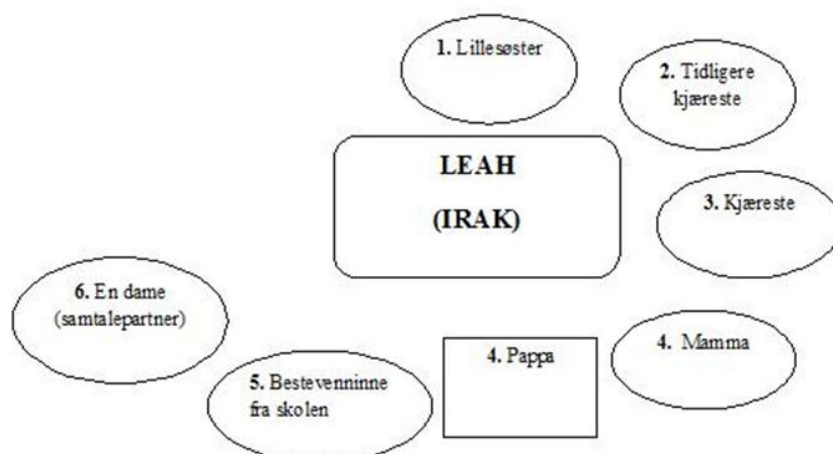 1. Lillesøster
2. Tidligere
kjæreste
LEAH
(IRAK)
3. Kjæreste
6. En dame
(samtalepartner)
4. Pappa
4. Mamma
5. Bestevenninne
fra skolen